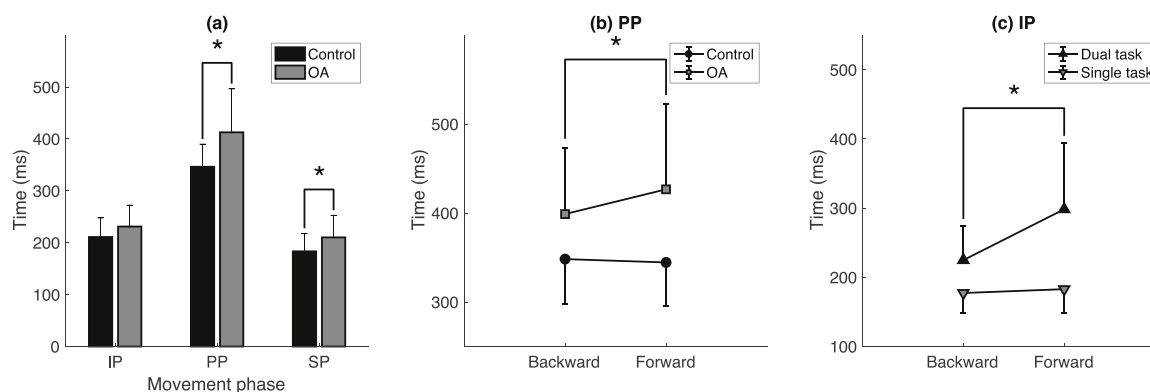 (a)
*
*
Control
OA
Time (ms)
500
400
300
200
100
0
IP PP SP
Movement phase
(b) PP
*
Control
OA
Time (ms)
500
400
300
Backward Forward
(c) IP
*
Dual task
Single task
Time (ms)
500
450
400
300
200
100
Backward Forward